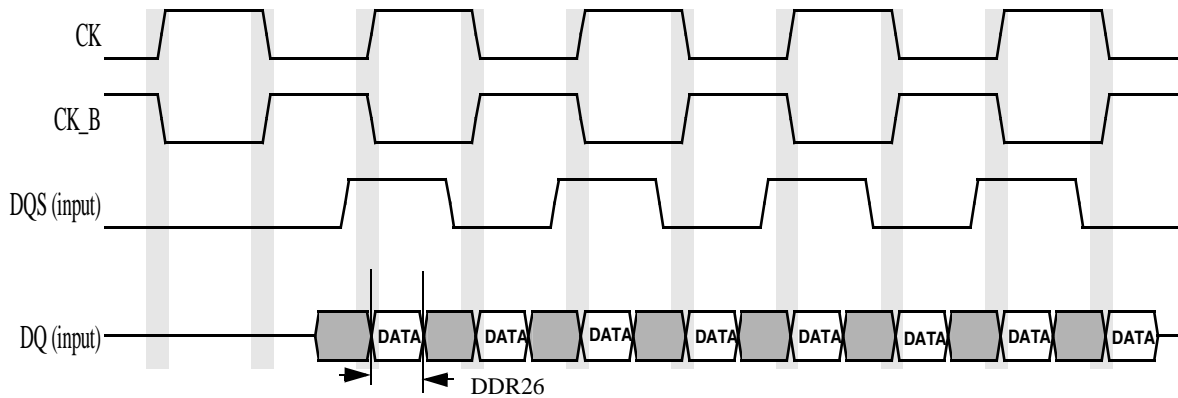 CK
CK_B
DQS (input)
DQ (input)
DATA DATA DATA DATA DATA DATA DATA DATA
DDR26